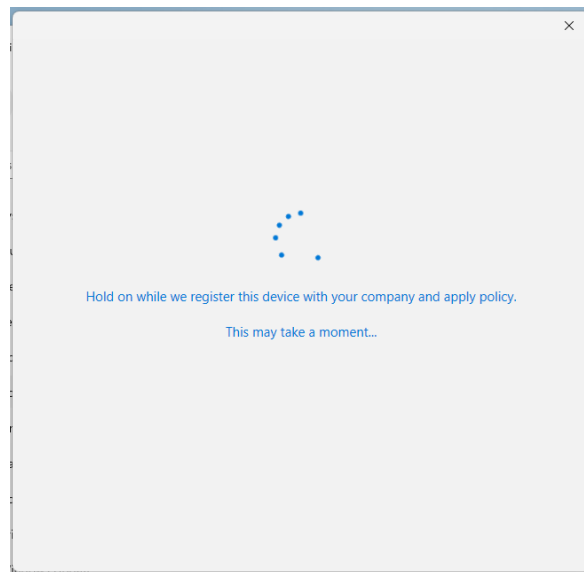 Hold on while we register this device with your company and apply policy.
This may take a moment...